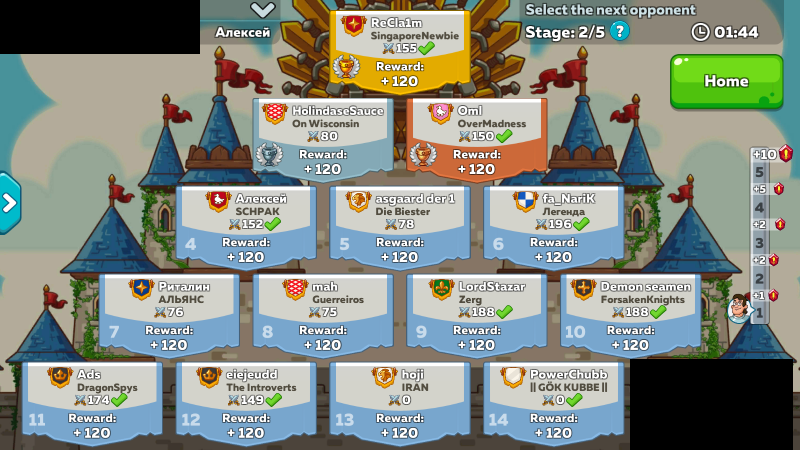 Алексей
Select the next opponent
Stage: 2/5 ?
01:44
Home
ReCla1m
SingaporeNewbie
155
Reward:
+120
HolindaseSauce
On Wisconsin
80
Reward:
+120
Oml
OverMadness
150
Reward:
+120
Алексей
SCHPAK
152
4
Reward:
+120
asgaard der 1
Die Biester
78
5
Reward:
+120
fa_NariK
Легенда
196
6
Reward:
+120
Риталин
АЛЬЯНС
76
7
Reward:
+120
mah
Guerreiros
75
8
Reward:
+120
LordStazar
Zerg
188
9
Reward:
+120
Demon seamen
ForsakenKnights
188
10
Reward:
+120
Ads
DragonSpys
174
11
Reward:
+120
eiejeudd
The Introverts
149
12
Reward:
+120
hoji
IRAN
0
13
Reward:
+120
PowerChubb
|| GÖK KUBBE ||
0
14
Reward:
+120
+10
5
+5
4
+2
3
+2
2
+1
1